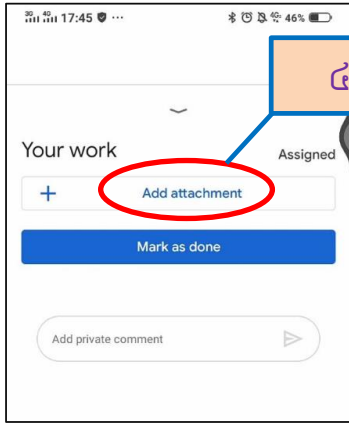 17:45 ... 46%
Your work
Assigned
+ Add attachment
Mark as done
Add private comment